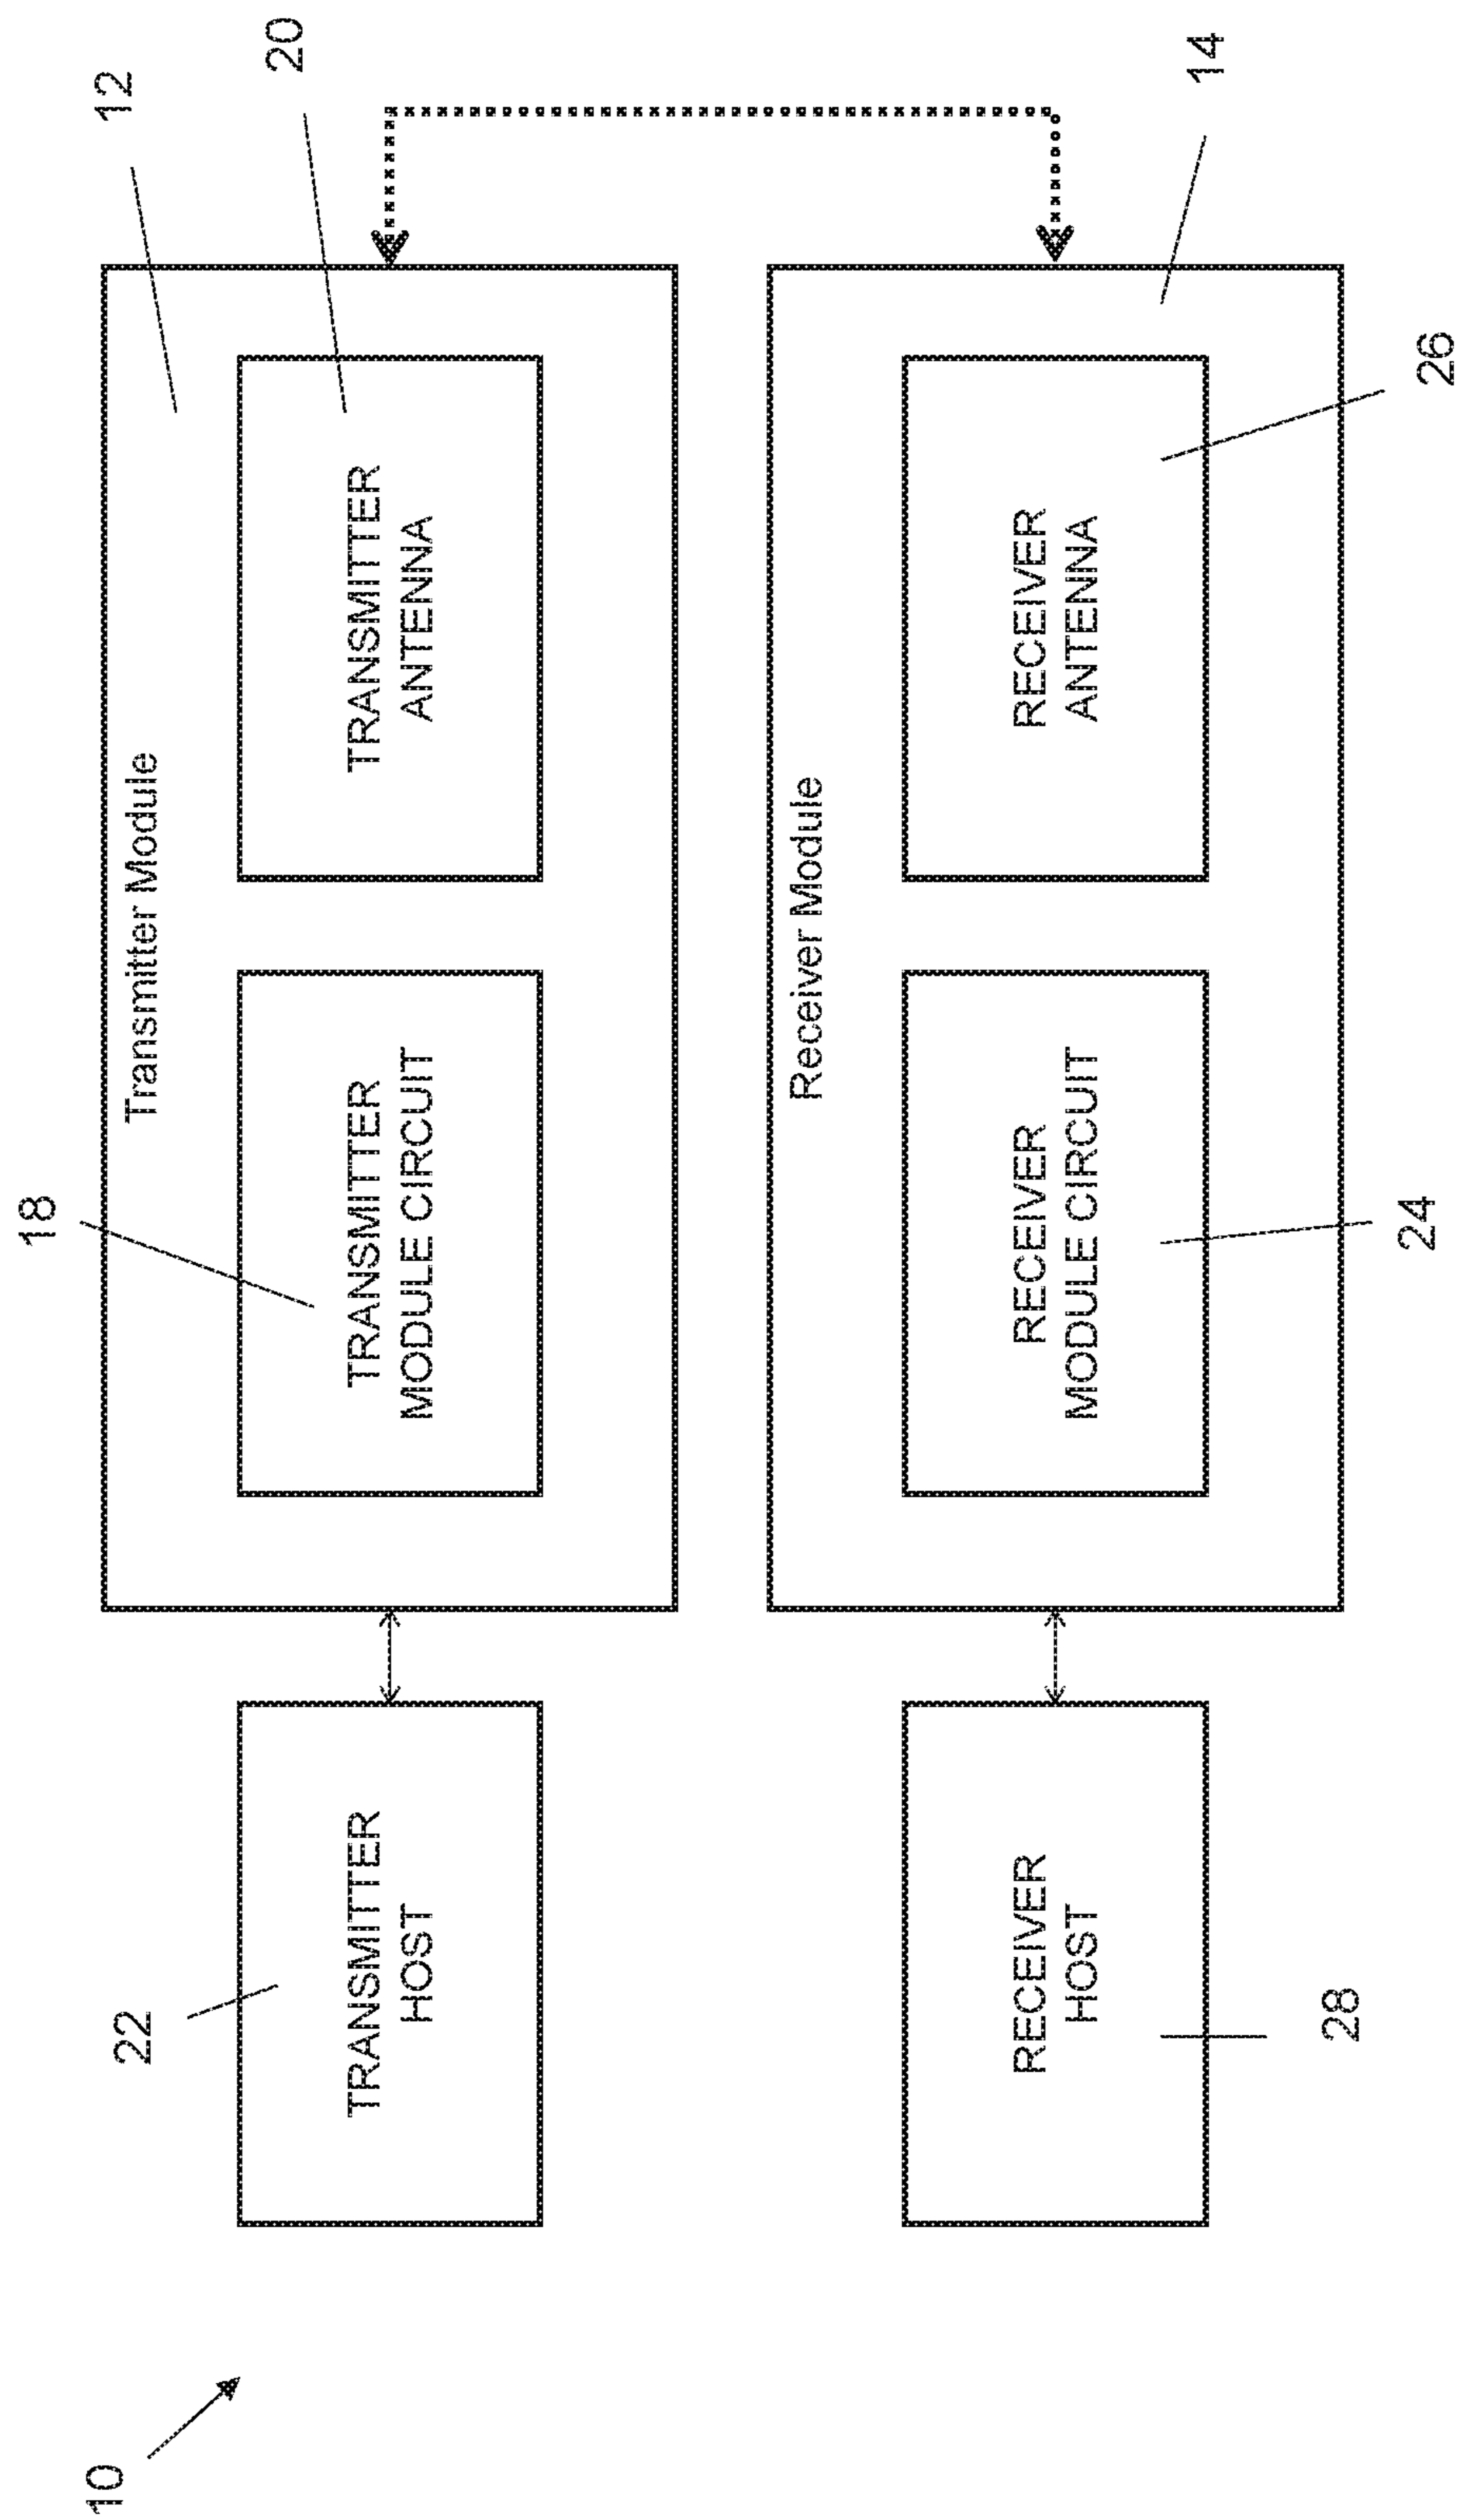 10
22
TRANSMITTER
HOST
18
Transmitter Module
12
TRANSMITTER
MODULE CIRCUIT
TRANSMITTER
ANTENNA
20
RECEIVER
HOST
28
Receiver Module
14
RECEIVER
MODULE CIRCUIT
24
RECEIVER
ANTENNA
26